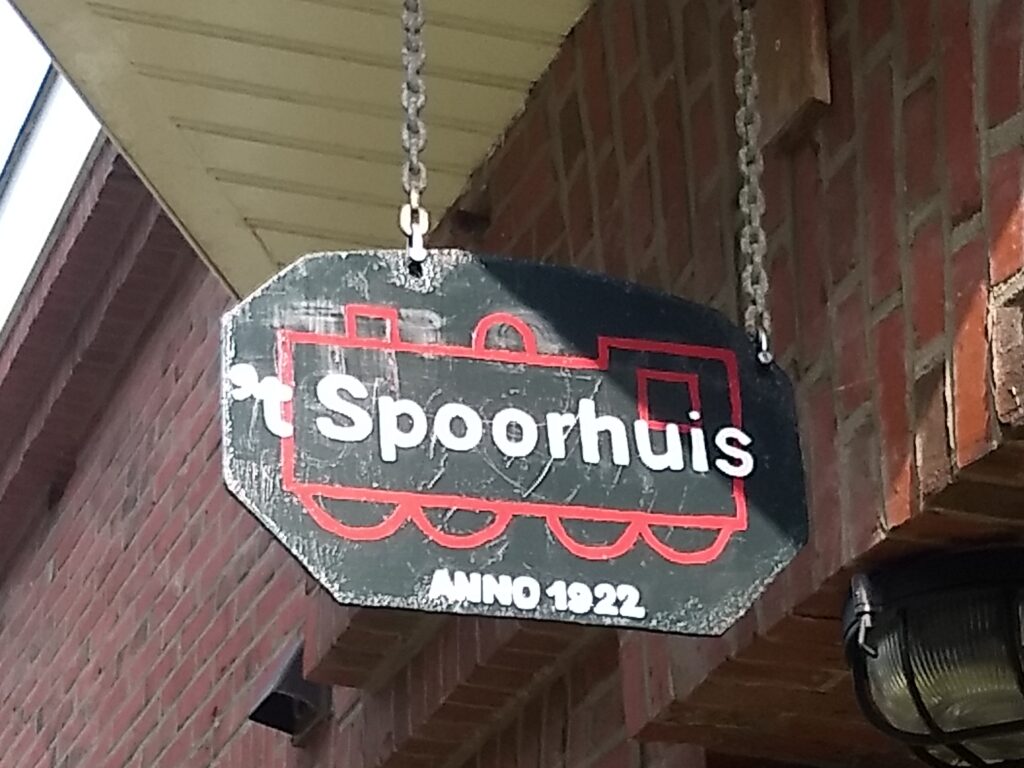 't Spoorhuis
ANNO 1922